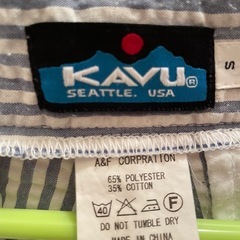 KAVU
SEATTLE. USA
S
A&F CORPRATION
65% POLYESTER
35% COTTON
40 F
DO NOT TUMBLE DRY
MADE IN CHINA